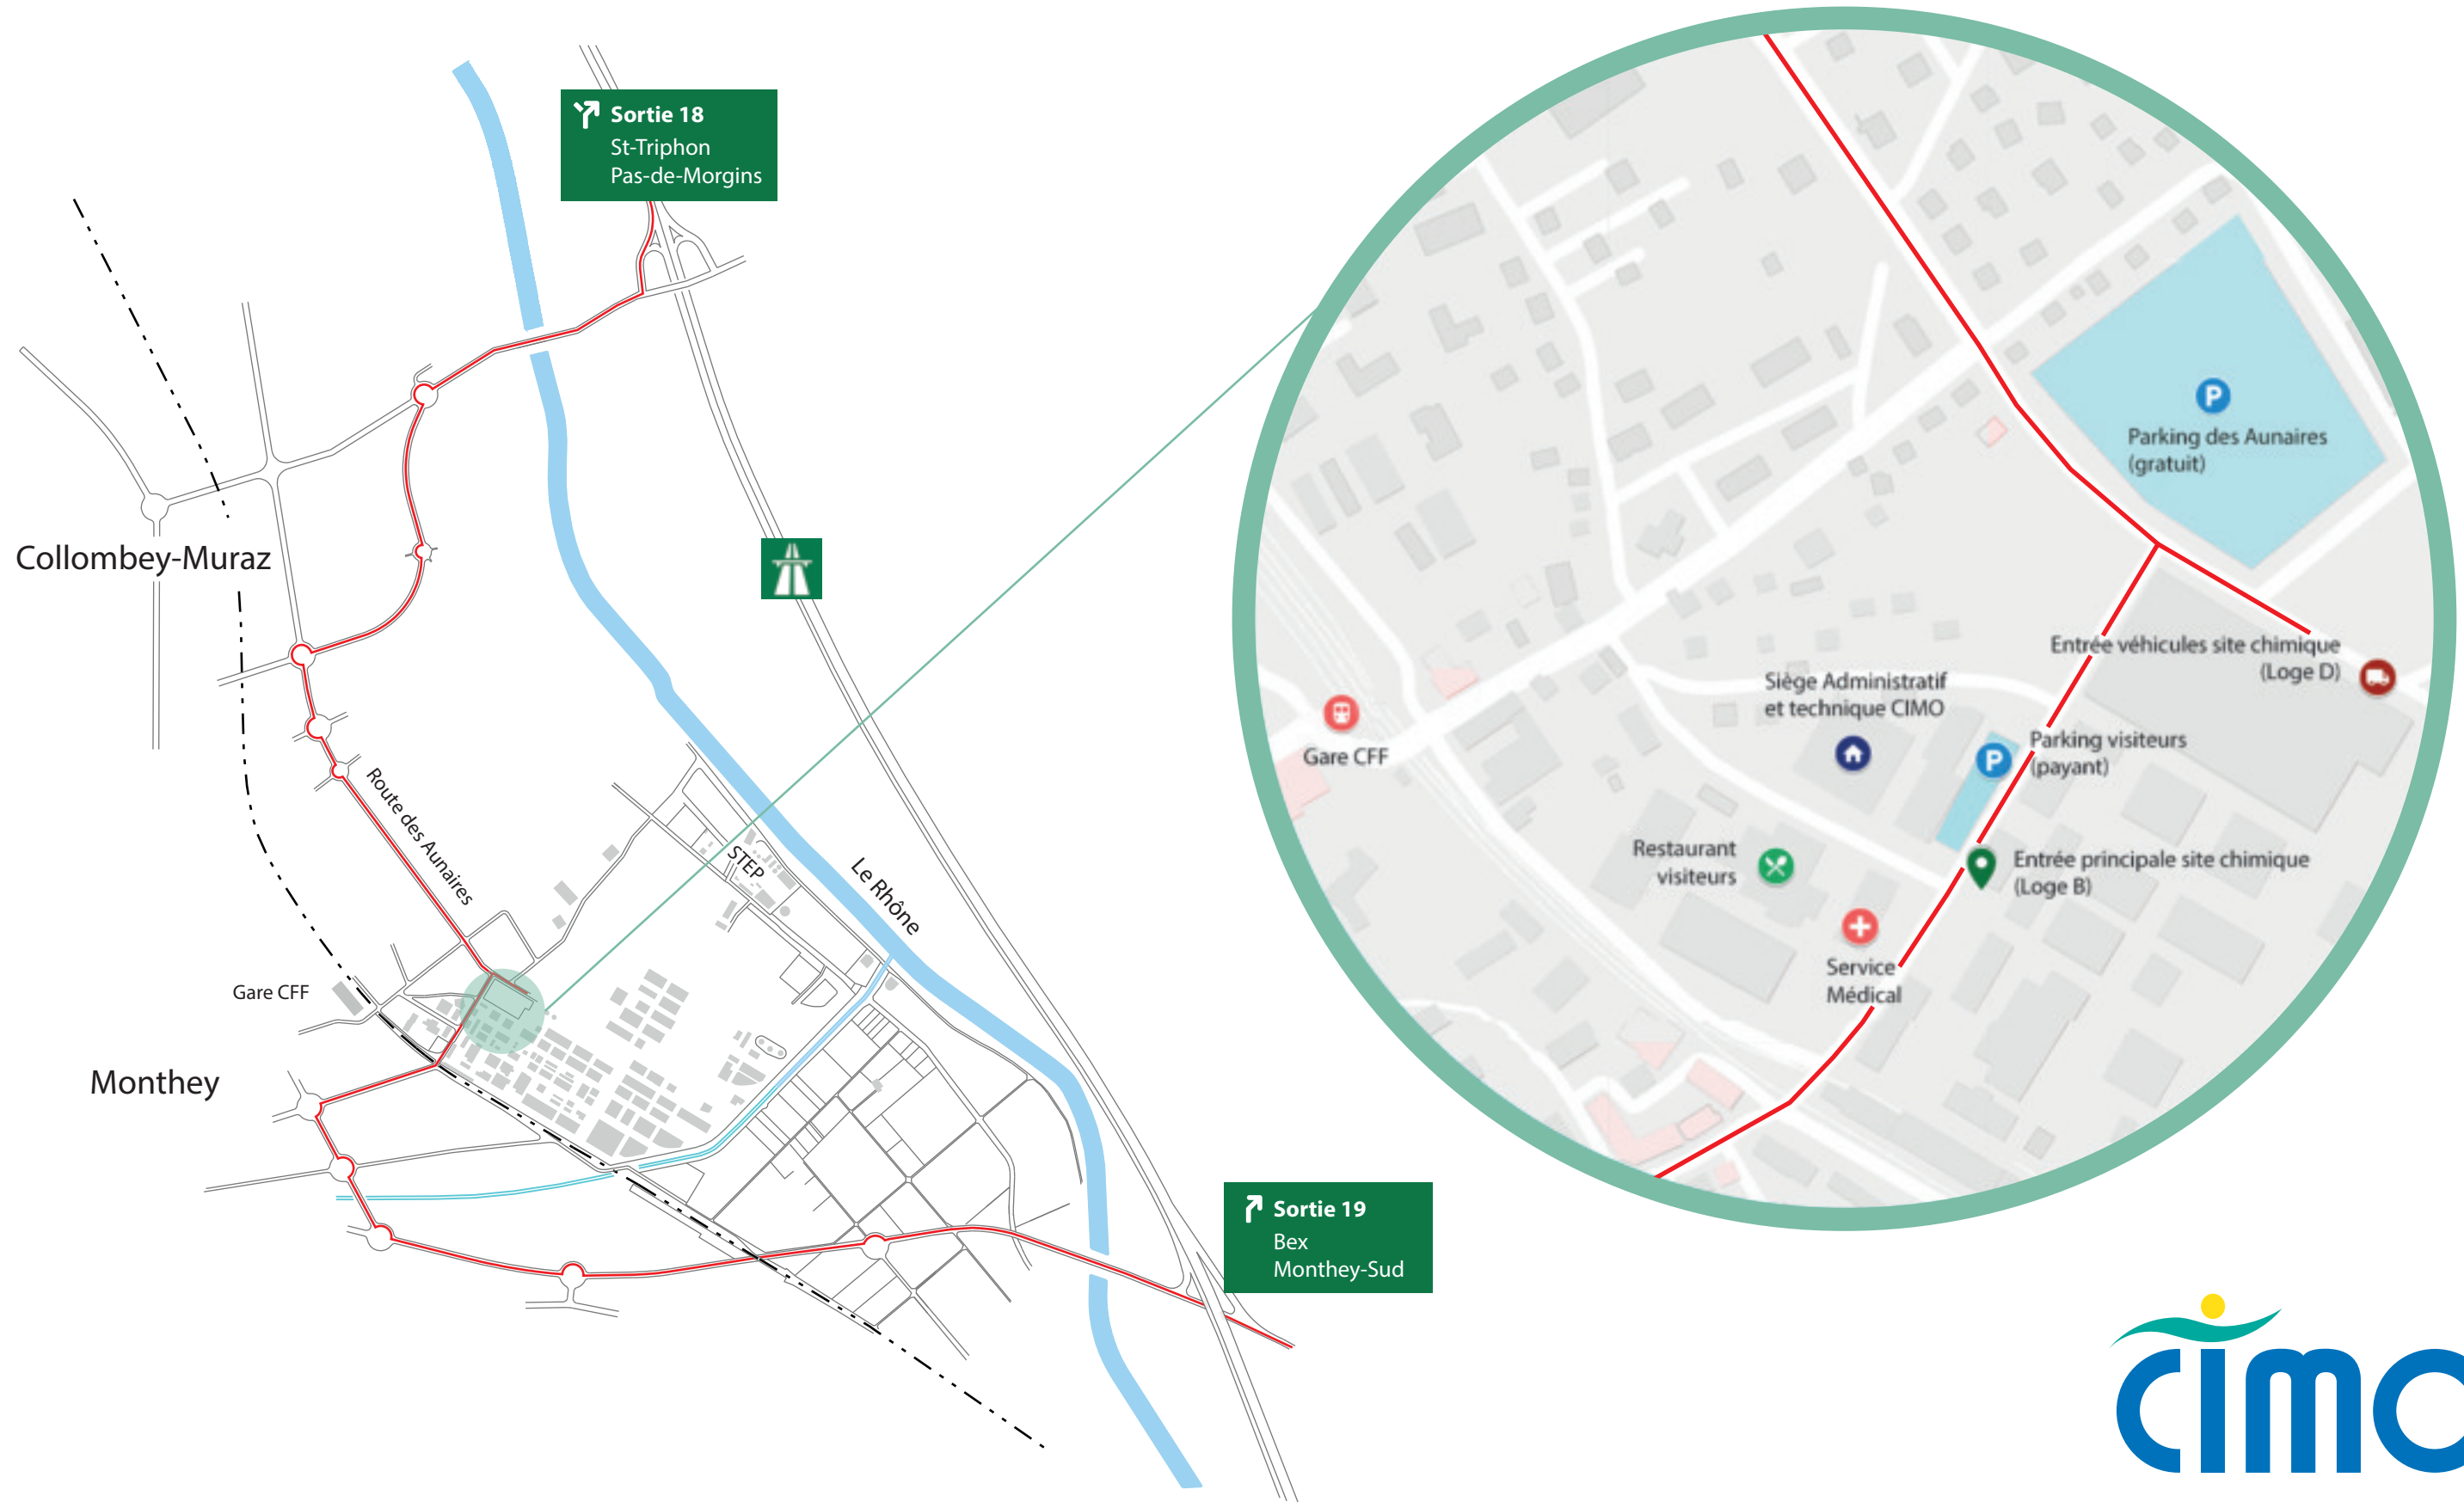 Sortie 18
St-Triphon
Pas-de-Morgins
Collombey-Muraz
Route des Aunaires
STEP
Le Rhône
Gare CFF
Monthey
Sortie 19
Bex
Monthey-Sud
P
Parking des Aunaires
(gratuit)
Entrée véhicules site chimique
(Loge D)
Siège Administratif
et technique CIMO
Gare CFF
P
Parking visiteurs
(payant)
Restaurant
visiteurs
Entrée principale site chimique
(Loge B)
Service
Médical
cimo